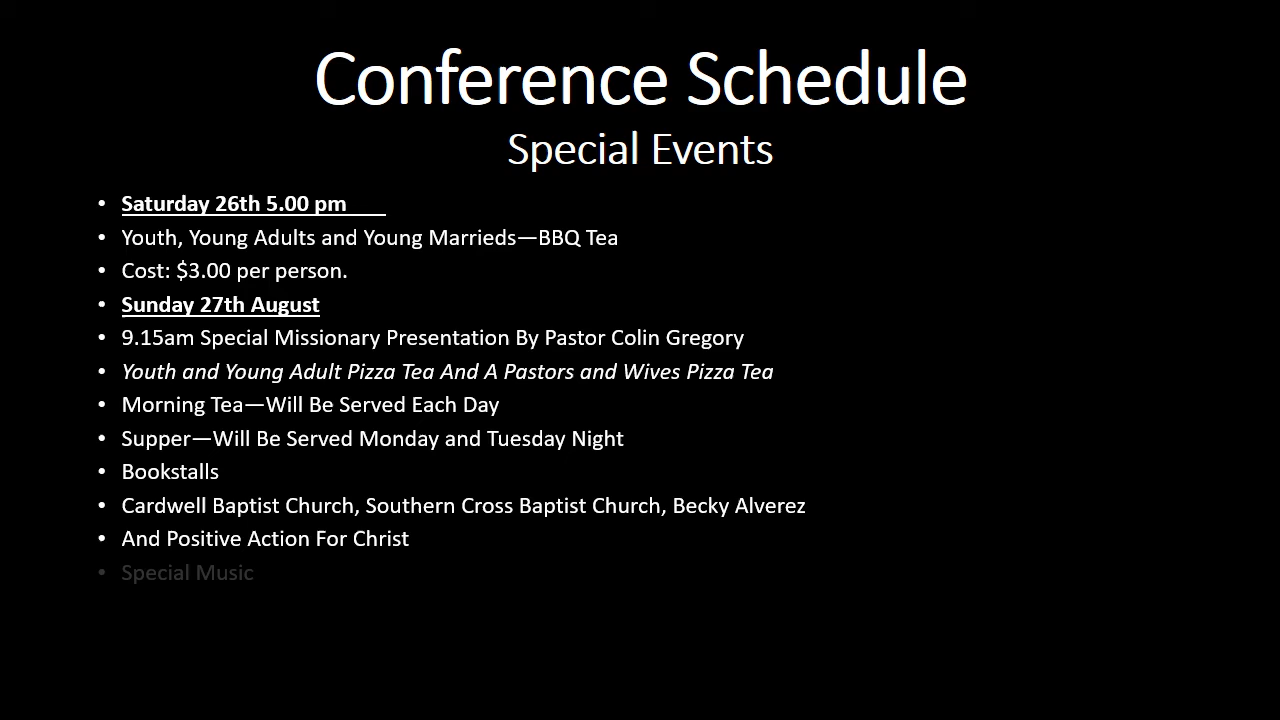 Conference Schedule
Special Events
• Saturday 26th 5.00 pm
• Youth, Young Adults and Young Marrieds—BBQ Tea
• Cost: $3.00 per person.
• Sunday 27th August
• 9.15am Special Missionary Presentation By Pastor Colin Gregory
• Youth and Young Adult Pizza Tea And A Pastors and Wives Pizza Tea
• Morning Tea—Will Be Served Each Day
• Supper—Will Be Served Monday and Tuesday Night
• Bookstalls
• Cardwell Baptist Church, Southern Cross Baptist Church, Becky Alverez
• And Positive Action For Christ
• Special Music